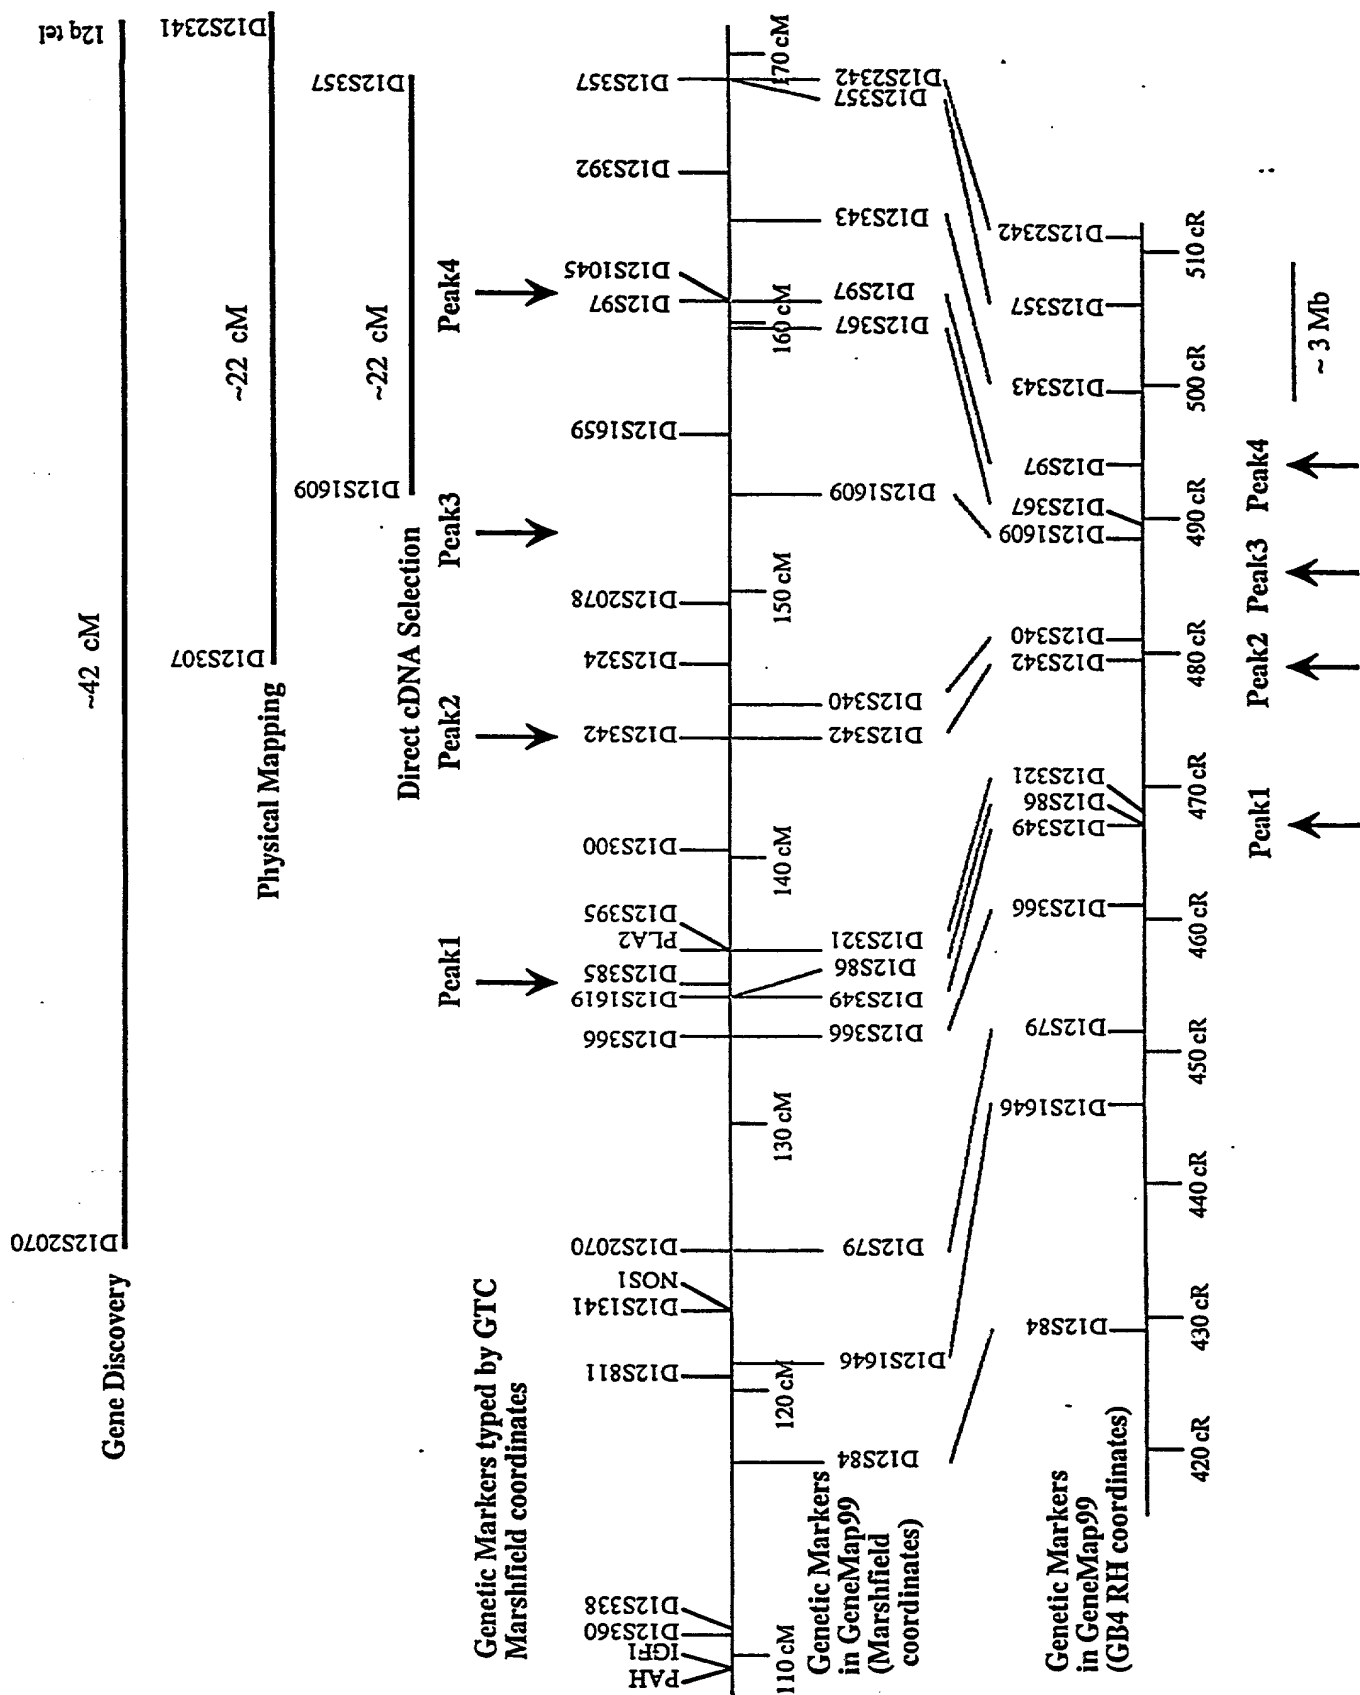 Gene Discovery
D12S2070
~42 cM
12q tel
Physical Mapping
D12S307
~22 cM
D12S2341
Direct cDNA Selection
D12S1609
~22 cM
D12S357
Peak1
Peak2
Peak3
Peak4
Genetic Markers typed by GTC
Marshfield coordinates
PAH
IGF1
D12S360
D12S338
D12S811
D12S1341
NOS1
D12S2070
D12S366
D12S1619
D12S385
PLA2
D12S395
D12S300
D12S342
D12S324
D12S2078
D12S1659
D12S97
D12S1045
D12S392
D12S357
110 cM
120 cM
130 cM
140 cM
150 cM
160 cM
170 cM
Genetic Markers
in GeneMap99
(Marshfield
coordinates)
D12S84
D12S1646
D12S79
D12S366
D12S349
D12S86
D12S321
D12S342
D12S340
D12S1609
D12S367
D12S97
D12S343
D12S357
D12S2342
Genetic Markers
in GeneMap99
(GB4 RH coordinates)
D12S84
D12S1646
D12S79
D12S366
D12S349
D12S86
D12S321
D12S342
D12S340
D12S1609
D12S367
D12S97
D12S343
D12S357
D12S2342
420 cR
430 cR
440 cR
450 cR
460 cR
470 cR
480 cR
490 cR
500 cR
510 cR
Peak1
Peak2
Peak3
Peak4
~ 3 Mb